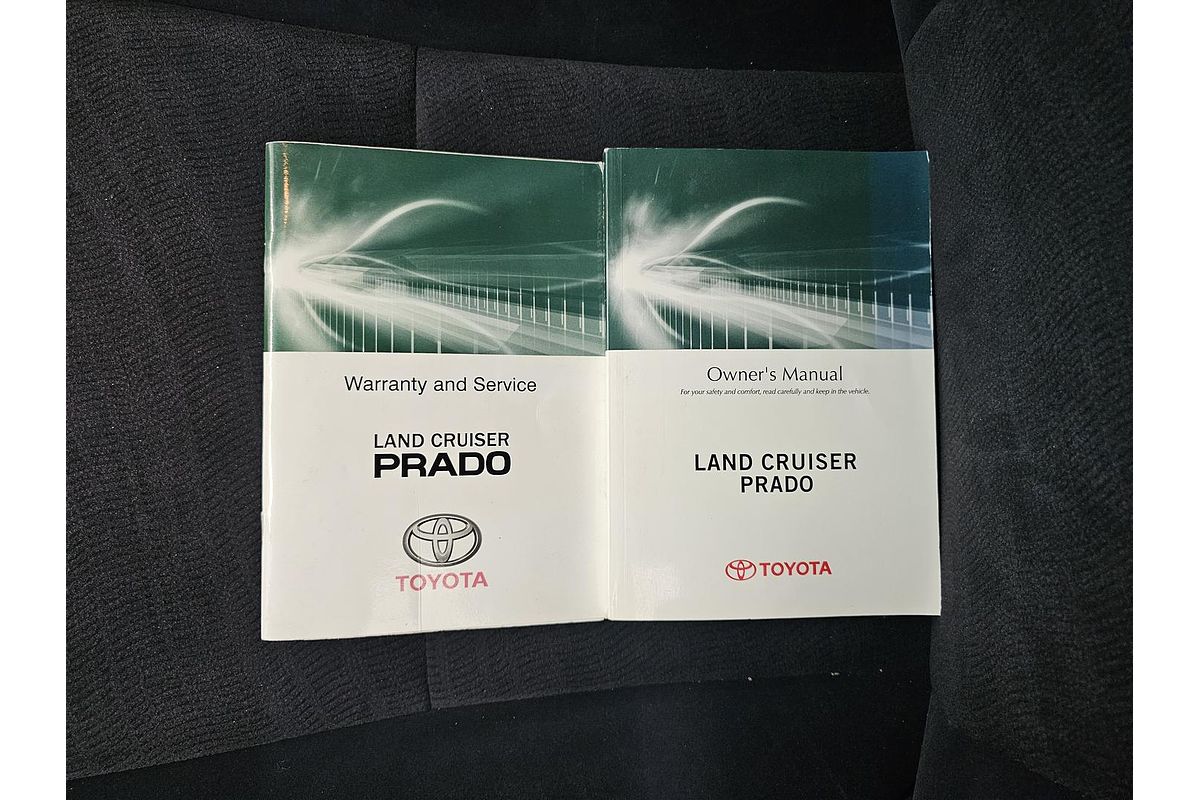 Warranty and Service
LAND CRUISER
PRADO
TOYOTA
Owner's Manual
For your safety and comfort, read carefully and keep in the vehicle.
LAND CRUISER
PRADO
TOYOTA